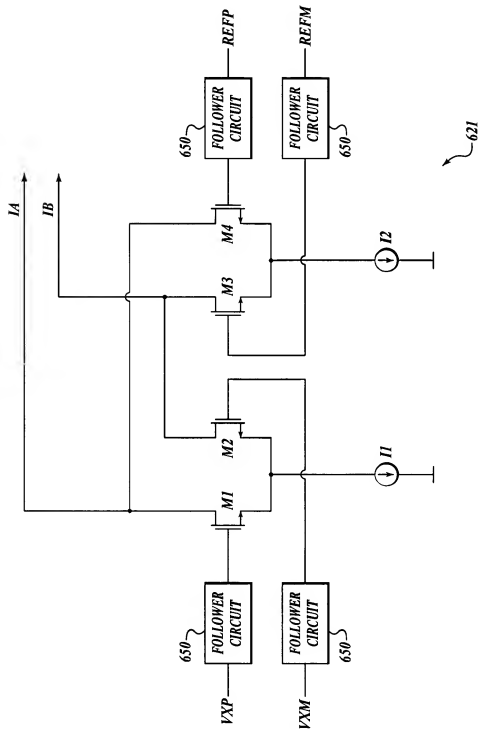 IA
IB
VXP
650
FOLLOWER
CIRCUIT
M1
M2
M3
M4
650
FOLLOWER
CIRCUIT
REFP
VXM
FOLLOWER
CIRCUIT
650
I1
I2
FOLLOWER
CIRCUIT
650
REFM
621